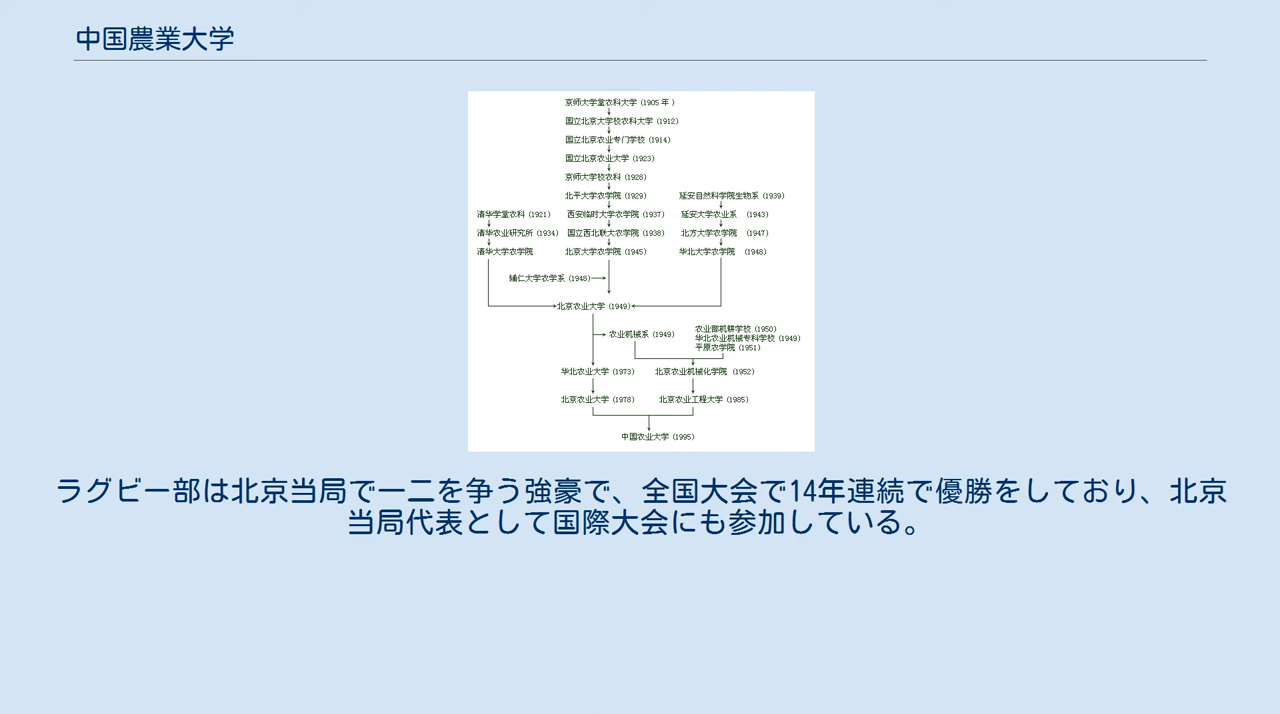 中国農業大学
京师大学堂农科大学 (1905 年 )
国立北京大学校农科大学 (1912)
国立北京农业专门学校 (1914)
国立北京农业大学 (1923)
京师大学校农科 (1928)
北平大学农学院 (1929)
延安自然科学院生物系 (1939)
清华学堂农科 (1921)
西安临时大学农学院 (1937)
延安大学农业系 (1943)
清华农业研究所 (1934)
国立西北联大农学院 (1938)
北方大学农学院 (1947)
清华大学农学院
北京大学农学院 (1945)
华北大学农学院 (1948)
辅仁大学农学系 (1948)
北京农业大学 (1949)
农业机械系 (1949)
农业部机耕学校 (1950)
华北农业机械专科学校 (1949)
平原农学院 (1951)
华北农业大学 (1973)
北京农业机械化学院 (1952)
北京农业大学 (1978)
北京农业工程大学 (1985)
中国农业大学 (1995)
ラグビー部は北京当局で一二を争う強豪で、全国大会で14年連続で優勝をしており、北京
当局代表として国際大会にも参加している。